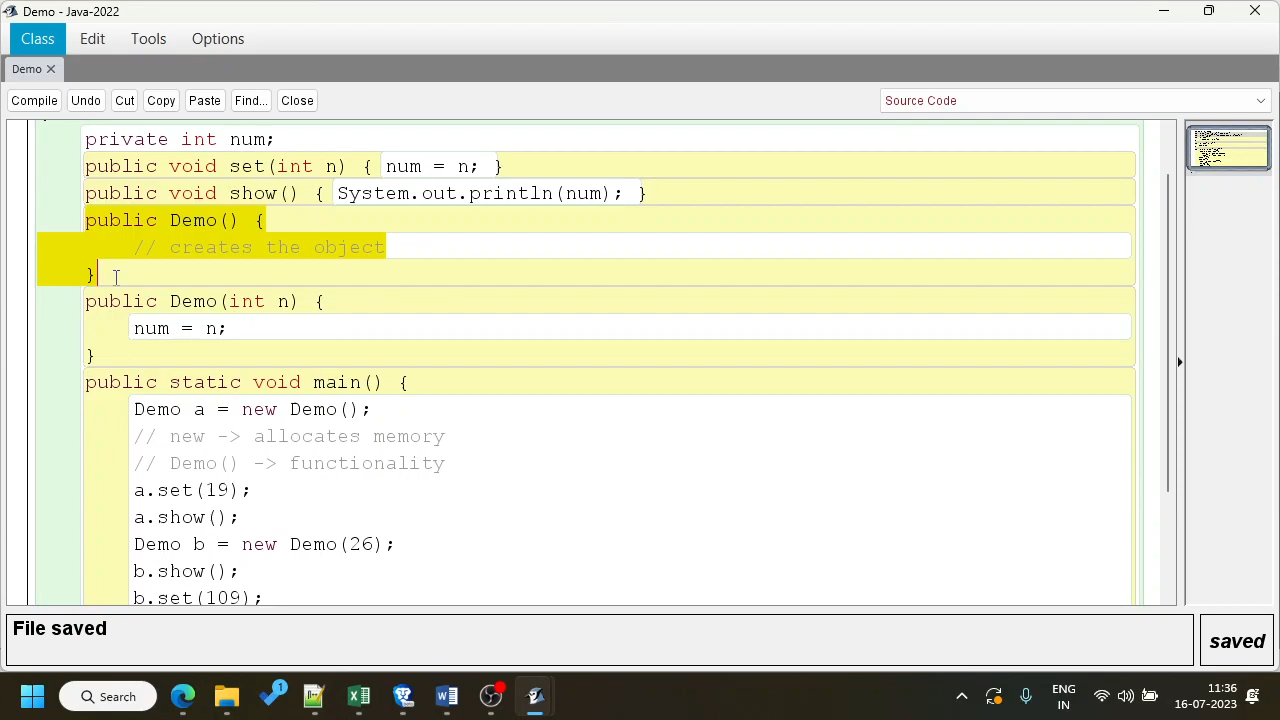 Demo - Java-2022
Class Edit Tools Options
Demo
Compile Undo Cut Copy Paste Find... Close Source Code
private int num;
public void set(int n) { num = n; }
public void show() { System.out.println(num); }
public Demo() {
// creates the object
}
public Demo(int n) {
num = n;
}
public static void main() {
Demo a = new Demo();
// new -> allocates memory
// Demo() -> functionality
a.set(19);
a.show();
Demo b = new Demo(26);
b.show();
b.set(109);
File saved
saved
Search
1
ENG
IN
11:36
16-07-2023